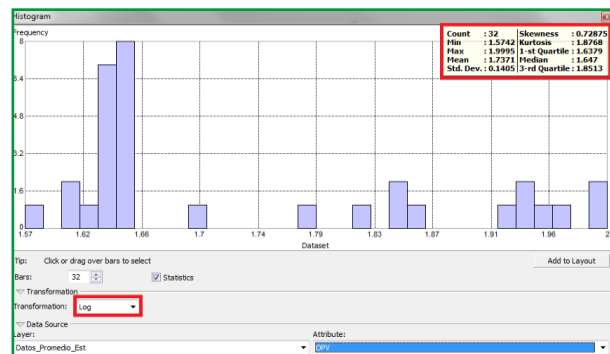 Histogram
Frequency
Count : 32 Skewness : 0.72875
Min : 1.5742 Kurtosis : 1.8768
Max : 1.9995 1-st Quartile : 1.6379
Mean : 1.7371 Median : 1.647
Std. Dev. : 0.1405 3-rd Quartile : 1.8513
8
6.4
4.8
3.2
1.6
0
1.57 1.62 1.66 1.7 1.74 1.79 1.83 1.87 1.91 1.96 2
Dataset
Tip: Click or drag over bars to select
Add to Layout
Bars: 32 Statistics
Transformation
Transformation: Log
Data Source
Layer: Attribute:
Datos_Promedio_Est OPV